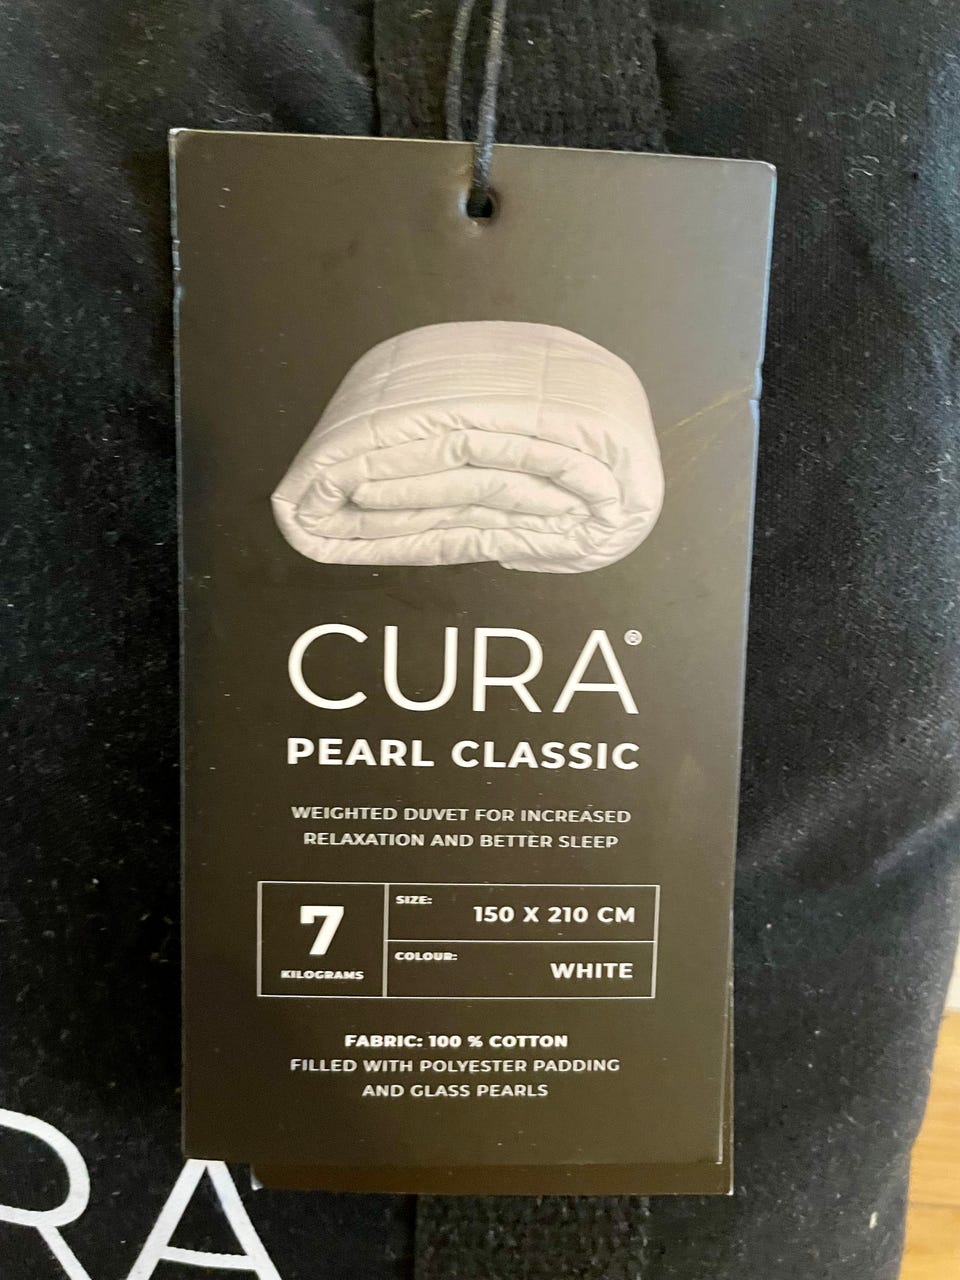 CURA®
PEARL CLASSIC
WEIGHTED DUVET FOR INCREASED
RELAXATION AND BETTER SLEEP
7
KILOGRAMS
SIZE:
150 X 210 CM
COLOUR:
WHITE
FABRIC: 100 % COTTON
FILLED WITH POLYESTER PADDING
AND GLASS PEARLS
RA